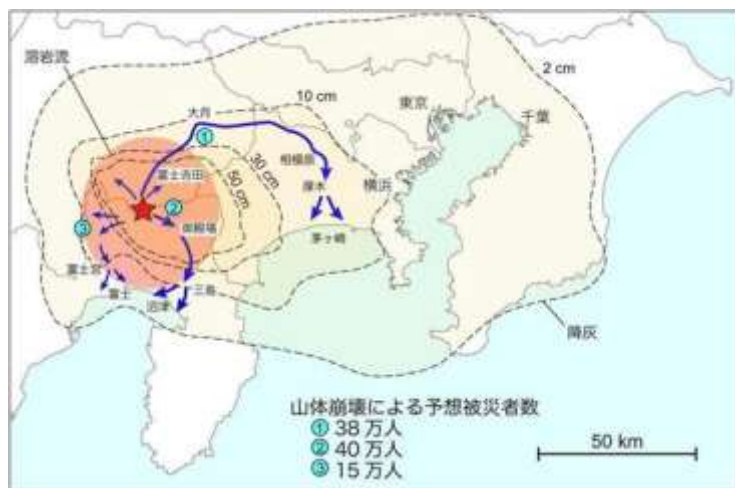 溶岩流
2 cm
10 cm
東京
千葉
大月
①
相模原
30 cm
富士吉田
50 cm
厚木
横浜
②
③
御殿場
茅ヶ崎
富士宮
三島
富士
沼津
降灰
山体崩壊による予想被災者数
① 38 万人
② 40 万人
③ 15 万人
50 km